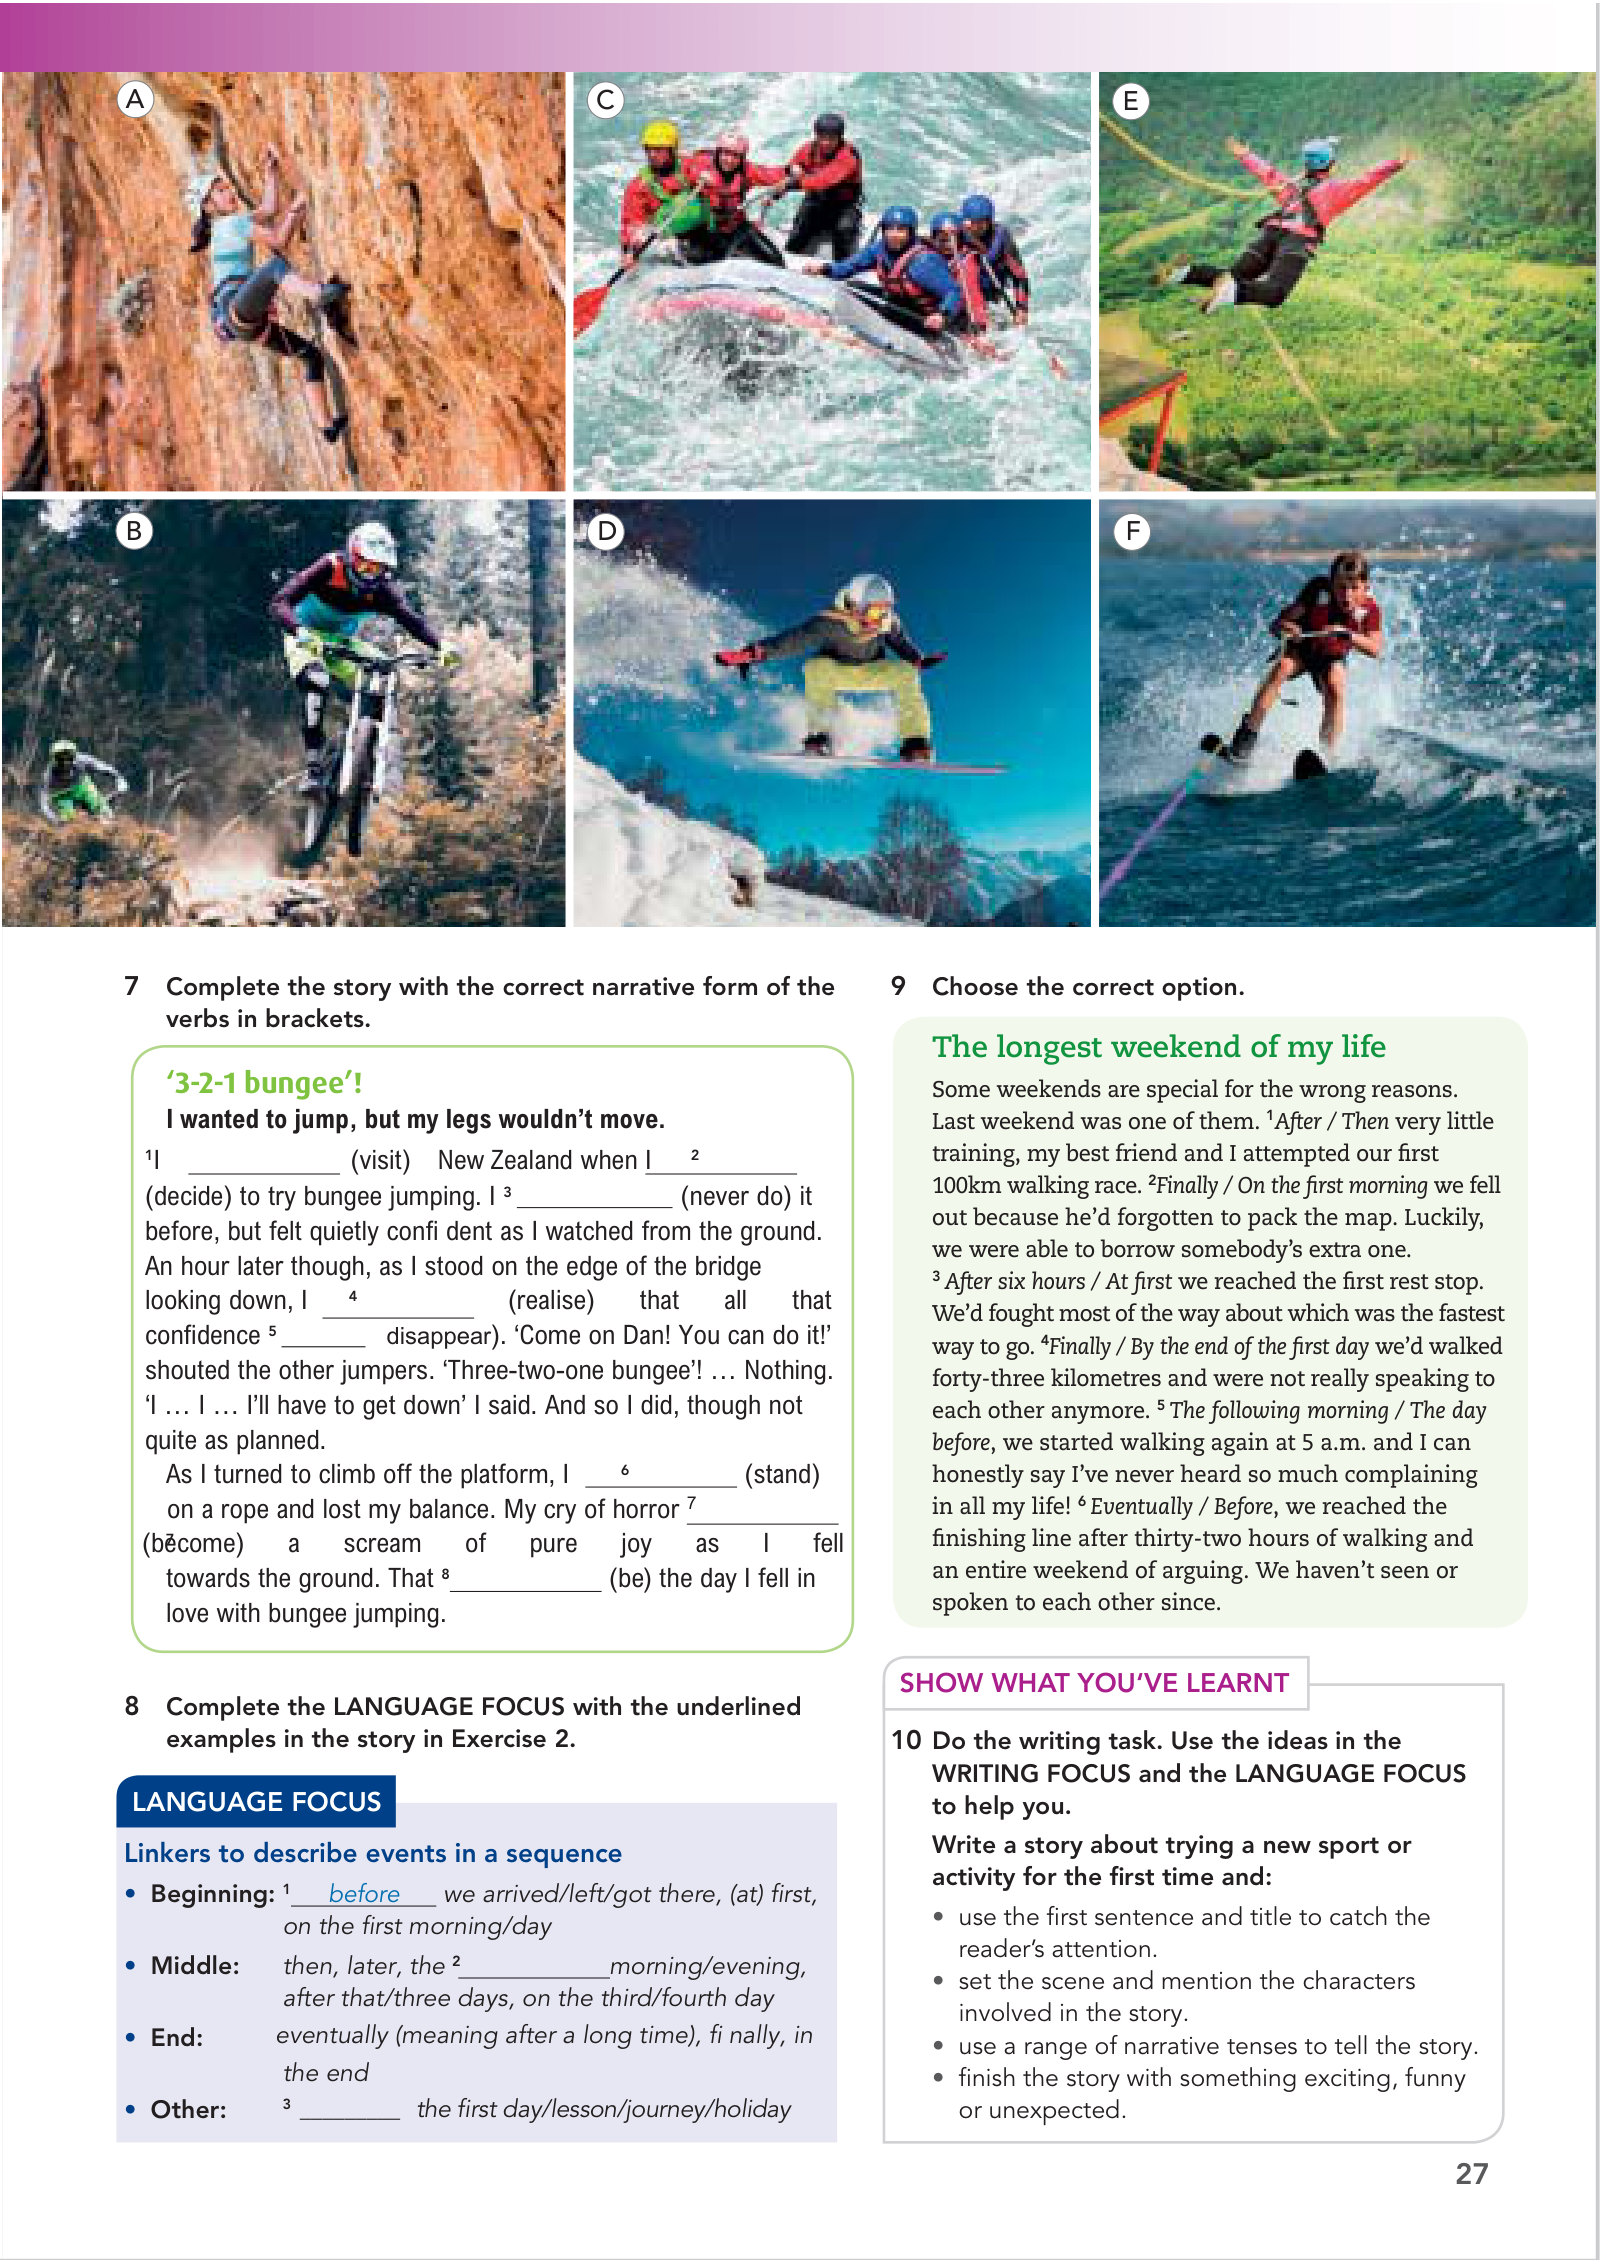 A
C
E
B
D
F
7 Complete the story with the correct narrative form of the
verbs in brackets.
‘3-2-1 bungee’!
I wanted to jump, but my legs wouldn’t move.
1 I ____________ (visit) New Zealand when I 2 ____________
(decide) to try bungee jumping. I 3 ____________ (never do) it
before, but felt quietly confi dent as I watched from the ground.
An hour later though, as I stood on the edge of the bridge
looking down, I 4 ____________ (realise) that all that
confidence 5 ______ disappear). ‘Come on Dan! You can do it!’
shouted the other jumpers. ‘Three-two-one bungee’! … Nothing.
‘I … I … I’ll have to get down’ I said. And so I did, though not
quite as planned.
As I turned to climb off the platform, I 6 ____________ (stand)
on a rope and lost my balance. My cry of horror 7 ____________
(become) a scream of pure joy as I fell
towards the ground. That 8 ____________ (be) the day I fell in
love with bungee jumping.
8 Complete the LANGUAGE FOCUS with the underlined
examples in the story in Exercise 2.
LANGUAGE FOCUS
Linkers to describe events in a sequence
• Beginning: 1 before we arrived/left/got there, (at) first,
on the first morning/day
• Middle: then, later, the 2 ____________ morning/evening,
after that/three days, on the third/fourth day
• End: eventually (meaning after a long time), fi nally, in
the end
• Other: 3 ________ the first day/lesson/journey/holiday
9 Choose the correct option.
The longest weekend of my life
Some weekends are special for the wrong reasons.
Last weekend was one of them. 1 After / Then very little
training, my best friend and I attempted our first
100km walking race. 2 Finally / On the first morning we fell
out because he’d forgotten to pack the map. Luckily,
we were able to borrow somebody’s extra one.
3 After six hours / At first we reached the first rest stop.
We’d fought most of the way about which was the fastest
way to go. 4 Finally / By the end of the first day we’d walked
forty-three kilometres and were not really speaking to
each other anymore. 5 The following morning / The day
before, we started walking again at 5 a.m. and I can
honestly say I’ve never heard so much complaining
in all my life! 6 Eventually / Before, we reached the
finishing line after thirty-two hours of walking and
an entire weekend of arguing. We haven’t seen or
spoken to each other since.
SHOW WHAT YOU’VE LEARNT
10 Do the writing task. Use the ideas in the
WRITING FOCUS and the LANGUAGE FOCUS
to help you.
Write a story about trying a new sport or
activity for the first time and:
• use the first sentence and title to catch the
reader’s attention.
• set the scene and mention the characters
involved in the story.
• use a range of narrative tenses to tell the story.
• finish the story with something exciting, funny
or unexpected.
27